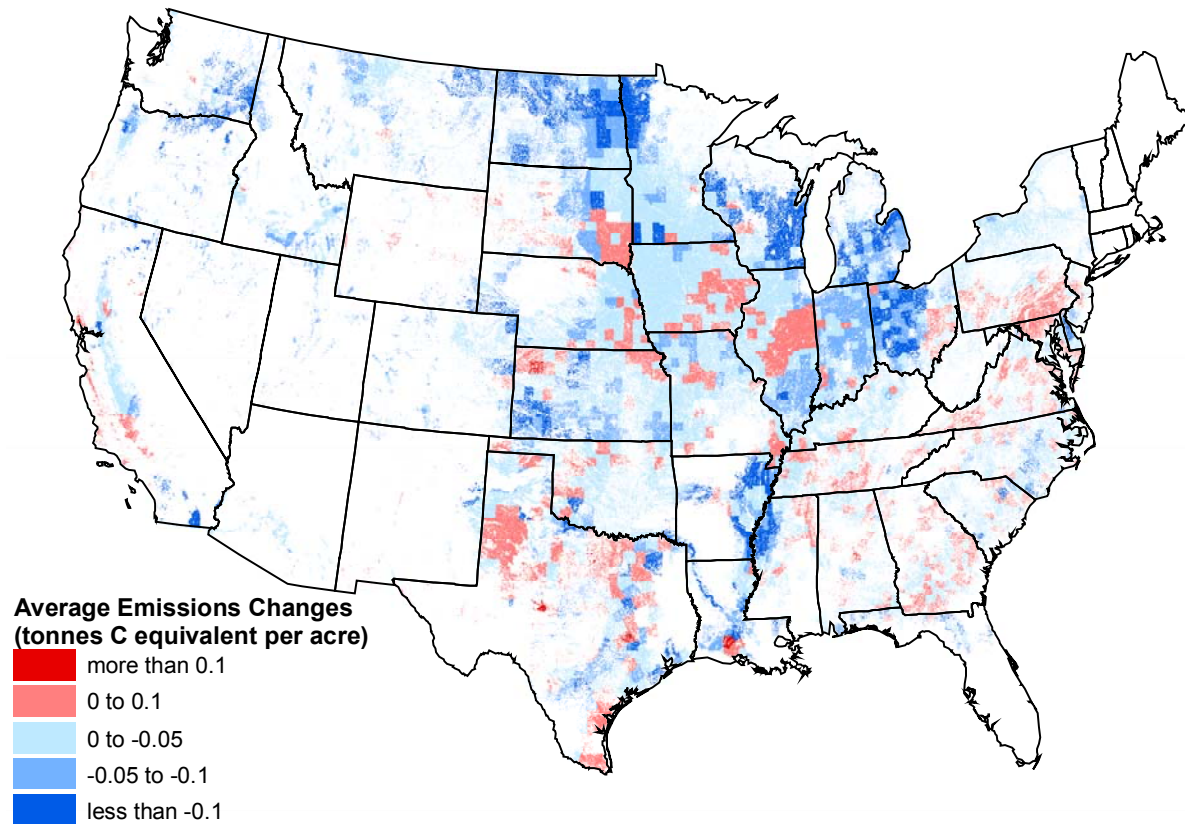 Average Emissions Changes
(tonnes C equivalent per acre)
more than 0.1
0 to 0.1
0 to -0.05
-0.05 to -0.1
less than -0.1